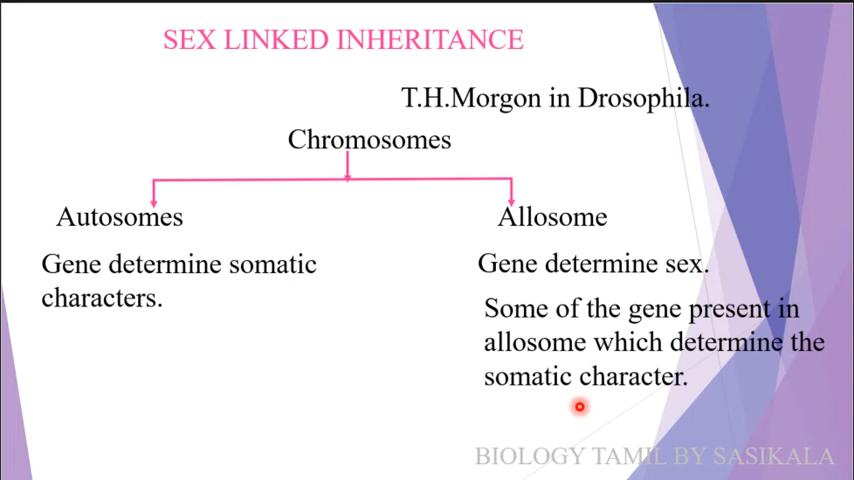 SEX LINKED INHERITANCE
T.H.Morgon in Drosophila.
Chromosomes
Autosomes
Allosome
Gene determine somatic
characters.
Gene determine sex.
Some of the gene present in
allosome which determine the
somatic character.
BIOLOGY TAMIL BY SASIKALA